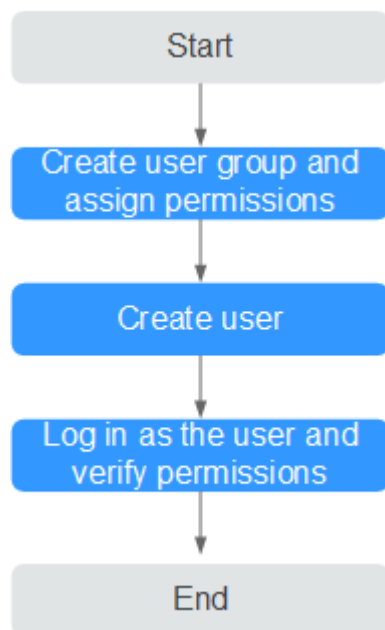 Start
Create user group and
assign permissions
Create user
Log in as the user and
verify permissions
End